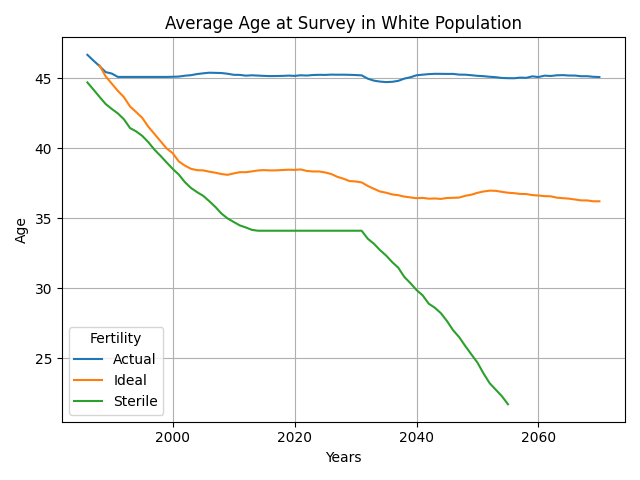 Average Age at Survey in White Population
Age
45
40
35
30
25
Fertility
Actual
Ideal
Sterile
2000
2020
2040
2060
Years